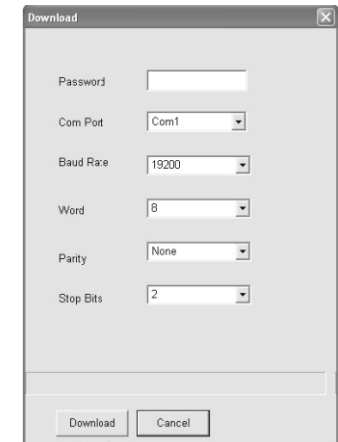 Download
Password
Com Port Com1
Baud Rate 19200
Word 8
Parity None
Stop Bits 2
Download Cancel